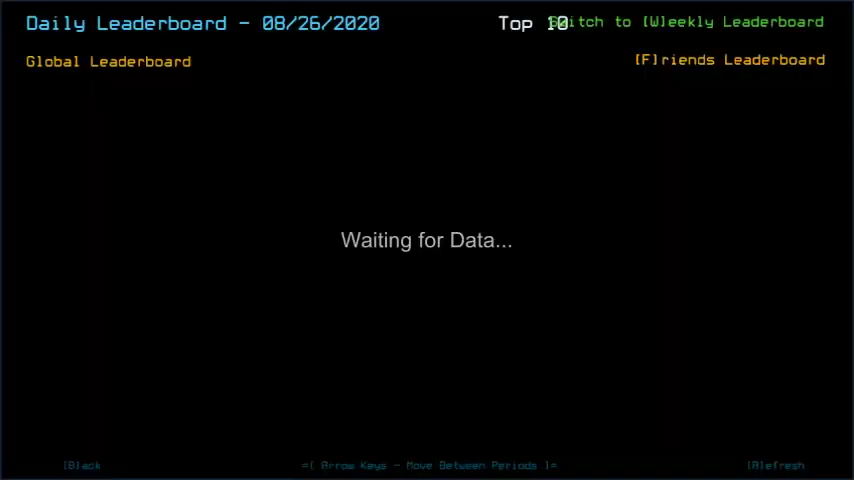 Daily Leaderboard - 08/26/2020
Top 10
Switch to [W]eekly Leaderboard
Global Leaderboard
[F]riends Leaderboard
Waiting for Data...
[B]ack
=[ Arrow Keys - Move Between Periods ]=
[R]efresh